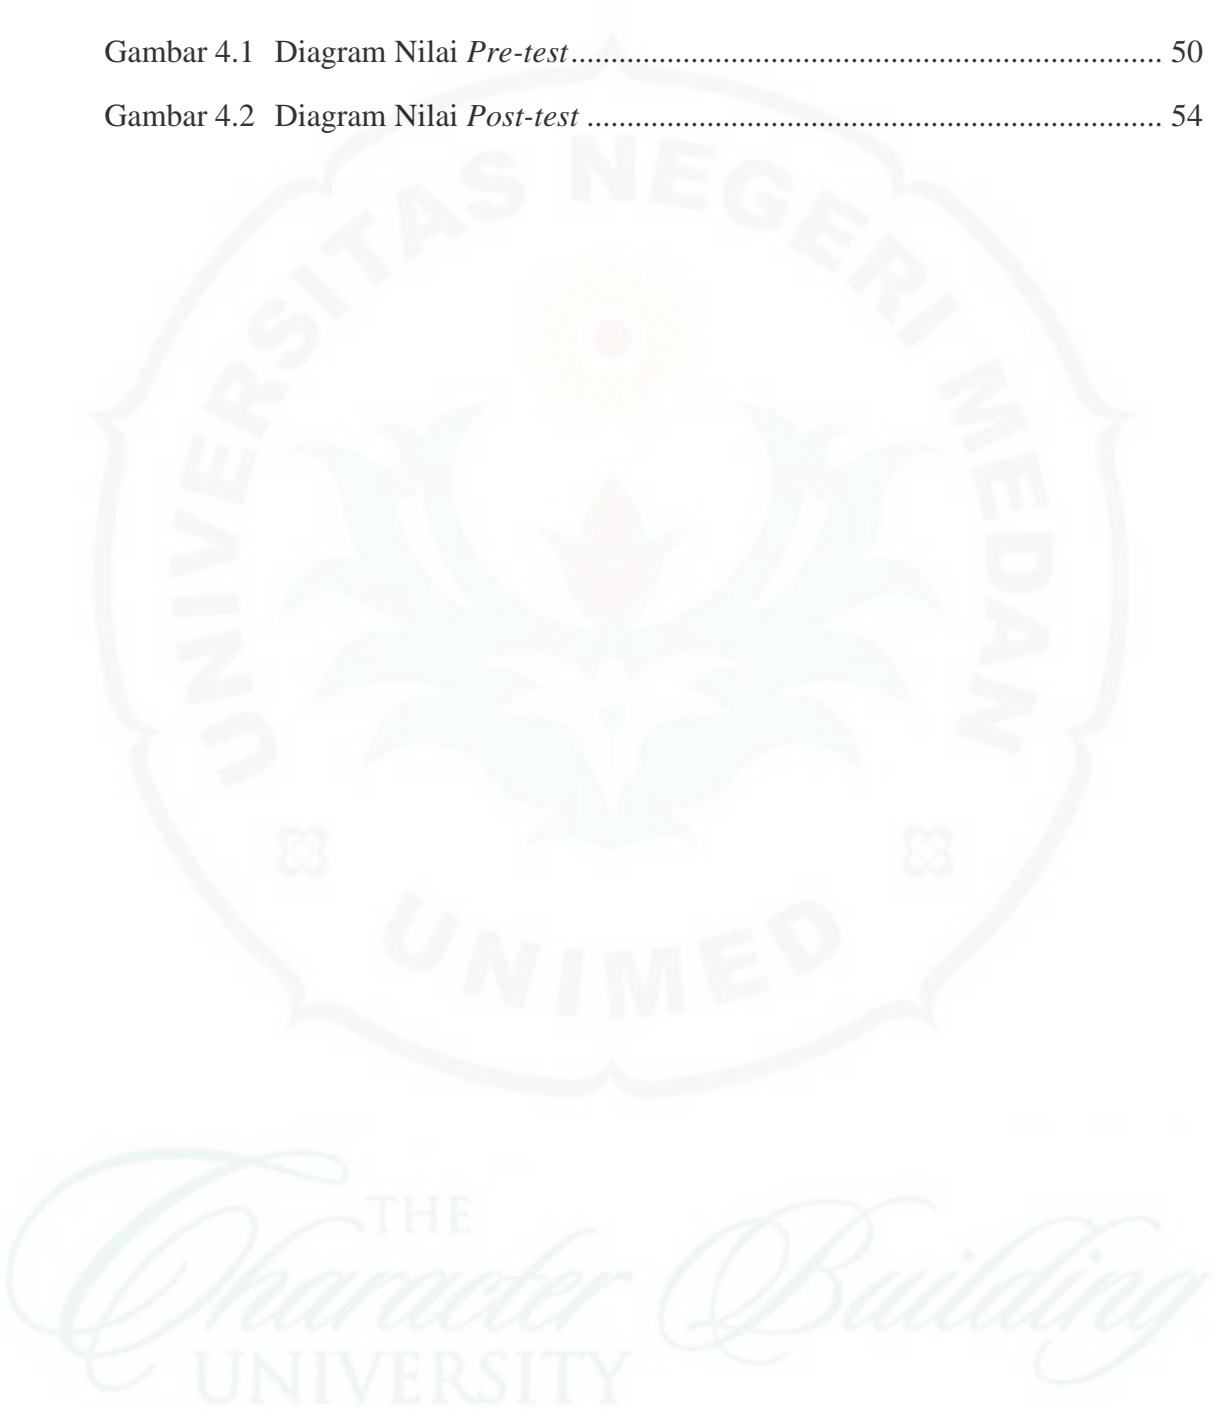 Gambar 4.1 Diagram Nilai Pre-test.......................................................................... 50
Gambar 4.2 Diagram Nilai Post-test ........................................................................ 54
UNIVERSITAS NEGERI MEDAN
UNIMED
THE
Character Building
UNIVERSITY